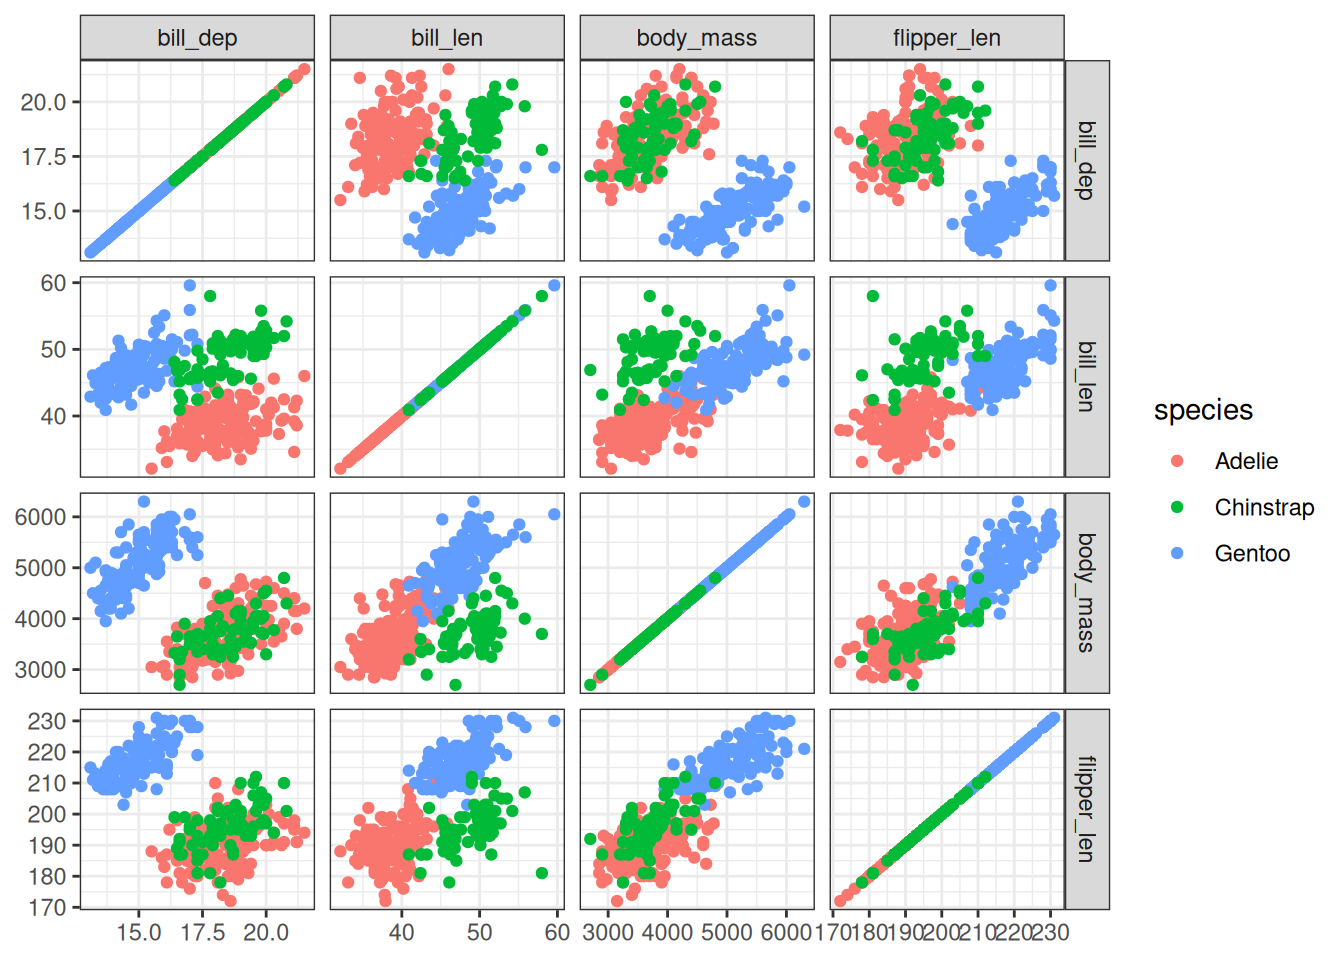 bill_dep bill_len body_mass flipper_len
20.0
17.5
15.0
bill_dep
60
50
40
bill_len
species
Adelie
Chinstrap
Gentoo
6000
5000
4000
3000
body_mass
230
220
210
200
190
180
170
flipper_len
15.0 17.5 20.0 40 50 60 3000 4000 5000 6000 170 180 190 200 210 220 230